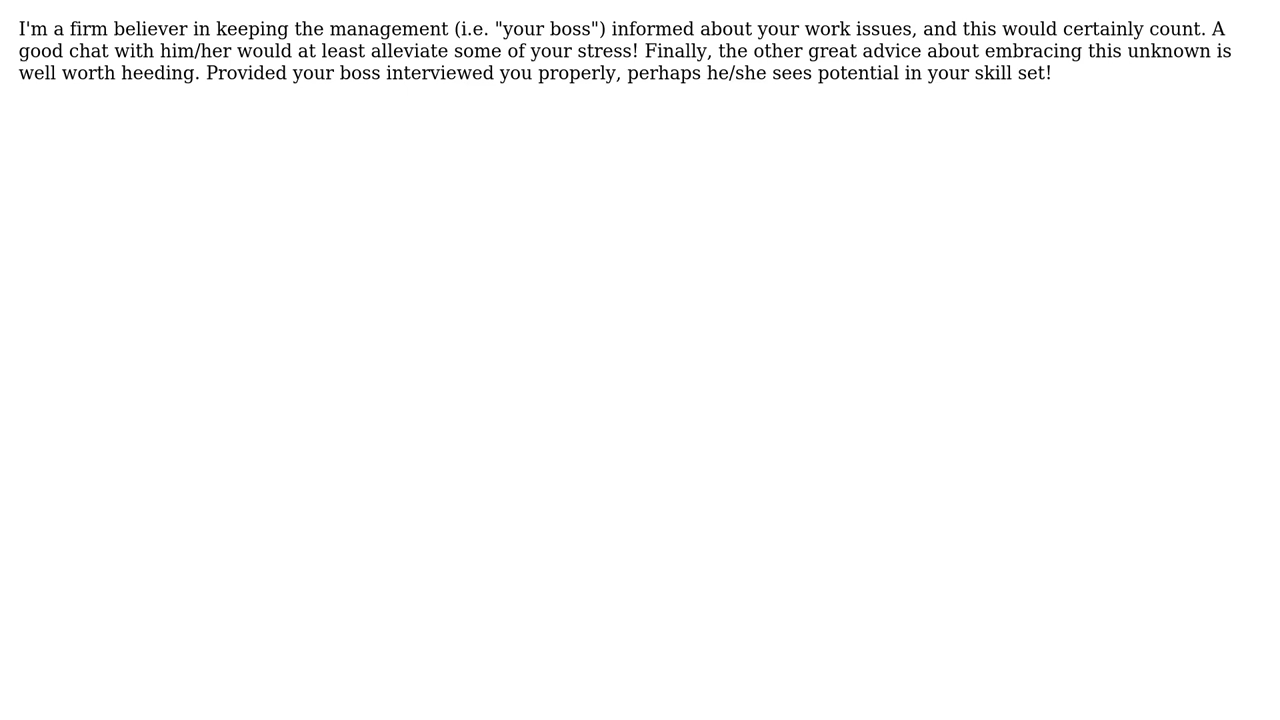 I'm a firm believer in keeping the management (i.e. "your boss") informed about your work issues, and this would certainly count. A
good chat with him/her would at least alleviate some of your stress! Finally, the other great advice about embracing this unknown is
well worth heeding. Provided your boss interviewed you properly, perhaps he/she sees potential in your skill set!